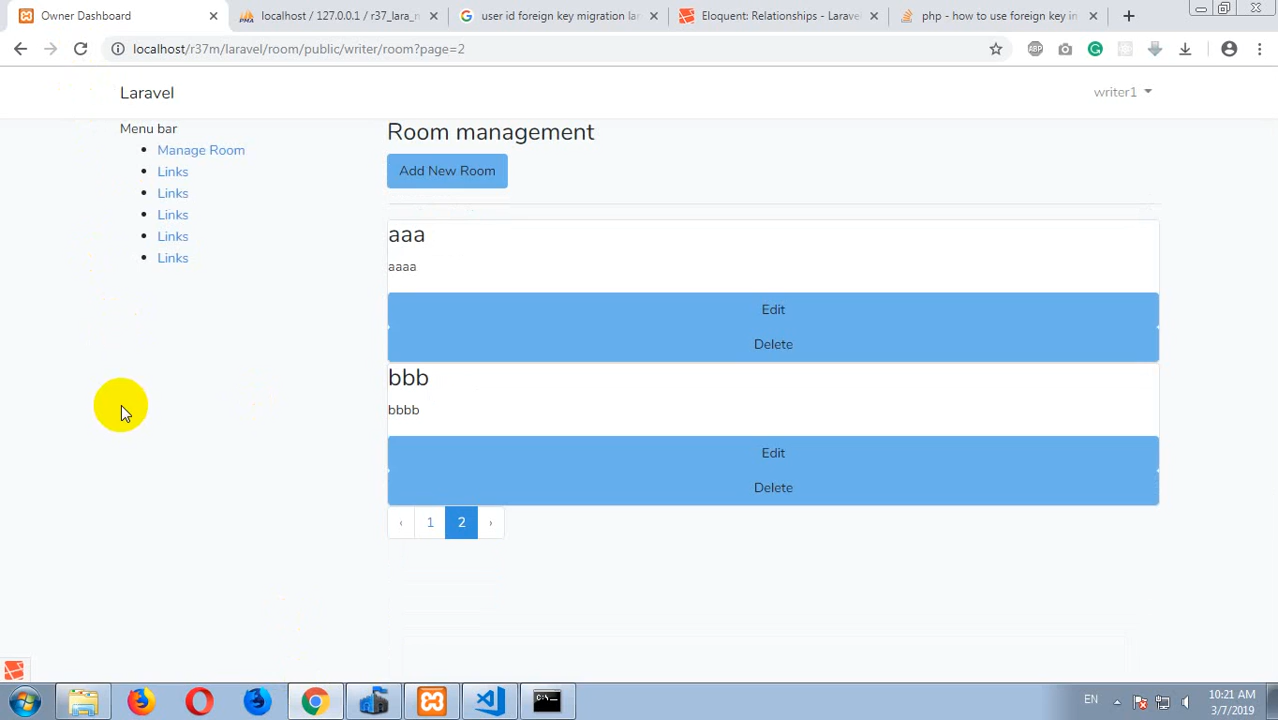 Owner Dashboard
localhost / 127.0.0.1 / r37_lara_n
user id foreign key migration lar
Eloquent: Relationships - Larave
php - how to use foreign key in
localhost/r37m/laravel/room/public/writer/room?page=2
ABP
Laravel
writer1
Menu bar
Manage Room
Links
Links
Links
Links
Links
Room management
Add New Room
aaa
aaaa
Edit
Delete
bbb
bbbb
Edit
Delete
‹ 1 2 ›
EN
10:21 AM
3/7/2019